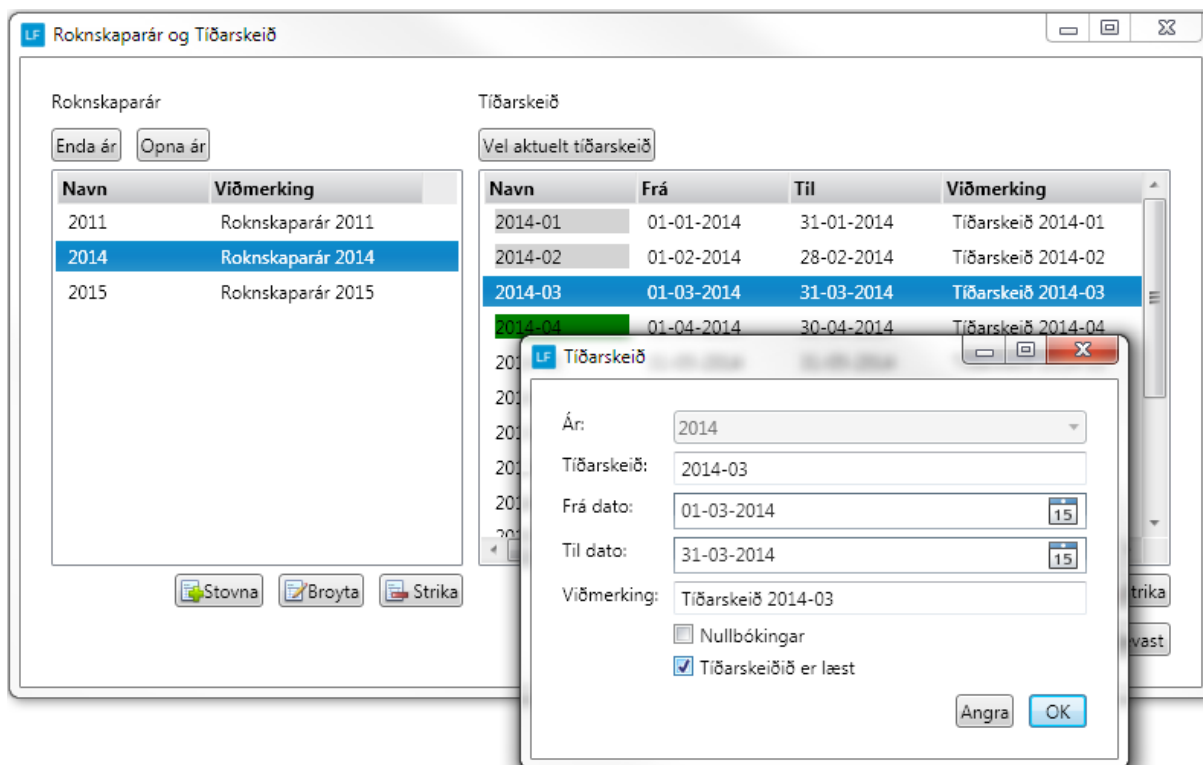 LF Roknskaparár og Tíðarskeið
Roknskaparár
Tíðarskeið
Enda ár Opna ár
Vel aktuelt tíðarskeið
Navn Viðmerking
2011 Roknskaparár 2011
2014 Roknskaparár 2014
2015 Roknskaparár 2015
Stovna Broyta Strika
Navn Frá Til Viðmerking
2014-01 01-01-2014 31-01-2014 Tíðarskeið 2014-01
2014-02 01-02-2014 28-02-2014 Tíðarskeið 2014-02
2014-03 01-03-2014 31-03-2014 Tíðarskeið 2014-03
2014-04 01-04-2014 30-04-2014 Tíðarskeið 2014-04
LF Tíðarskeið
Ár: 2014
Tíðarskeið: 2014-03
Frá dato: 01-03-2014 15
Til dato: 31-03-2014 15
Viðmerking: Tíðarskeið 2014-03
Nullbókingar
Tíðarskeiðið er læst
Angra OK
trika
vast